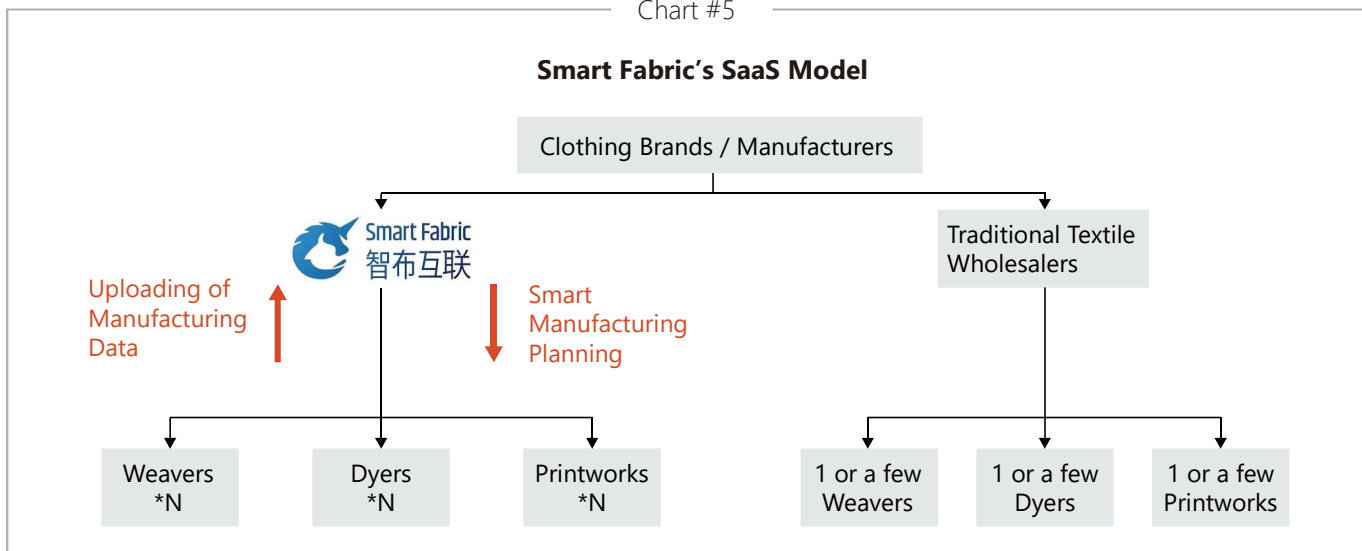 Chart #5
Smart Fabric’s SaaS Model
Clothing Brands / Manufacturers
Smart Fabric
智布互联
Traditional Textile
Wholesalers
Uploading of
Manufacturing
Data
Smart
Manufacturing
Planning
Weavers
*N
Dyers
*N
Printworks
*N
1 or a few
Weavers
1 or a few
Dyers
1 or a few
Printworks